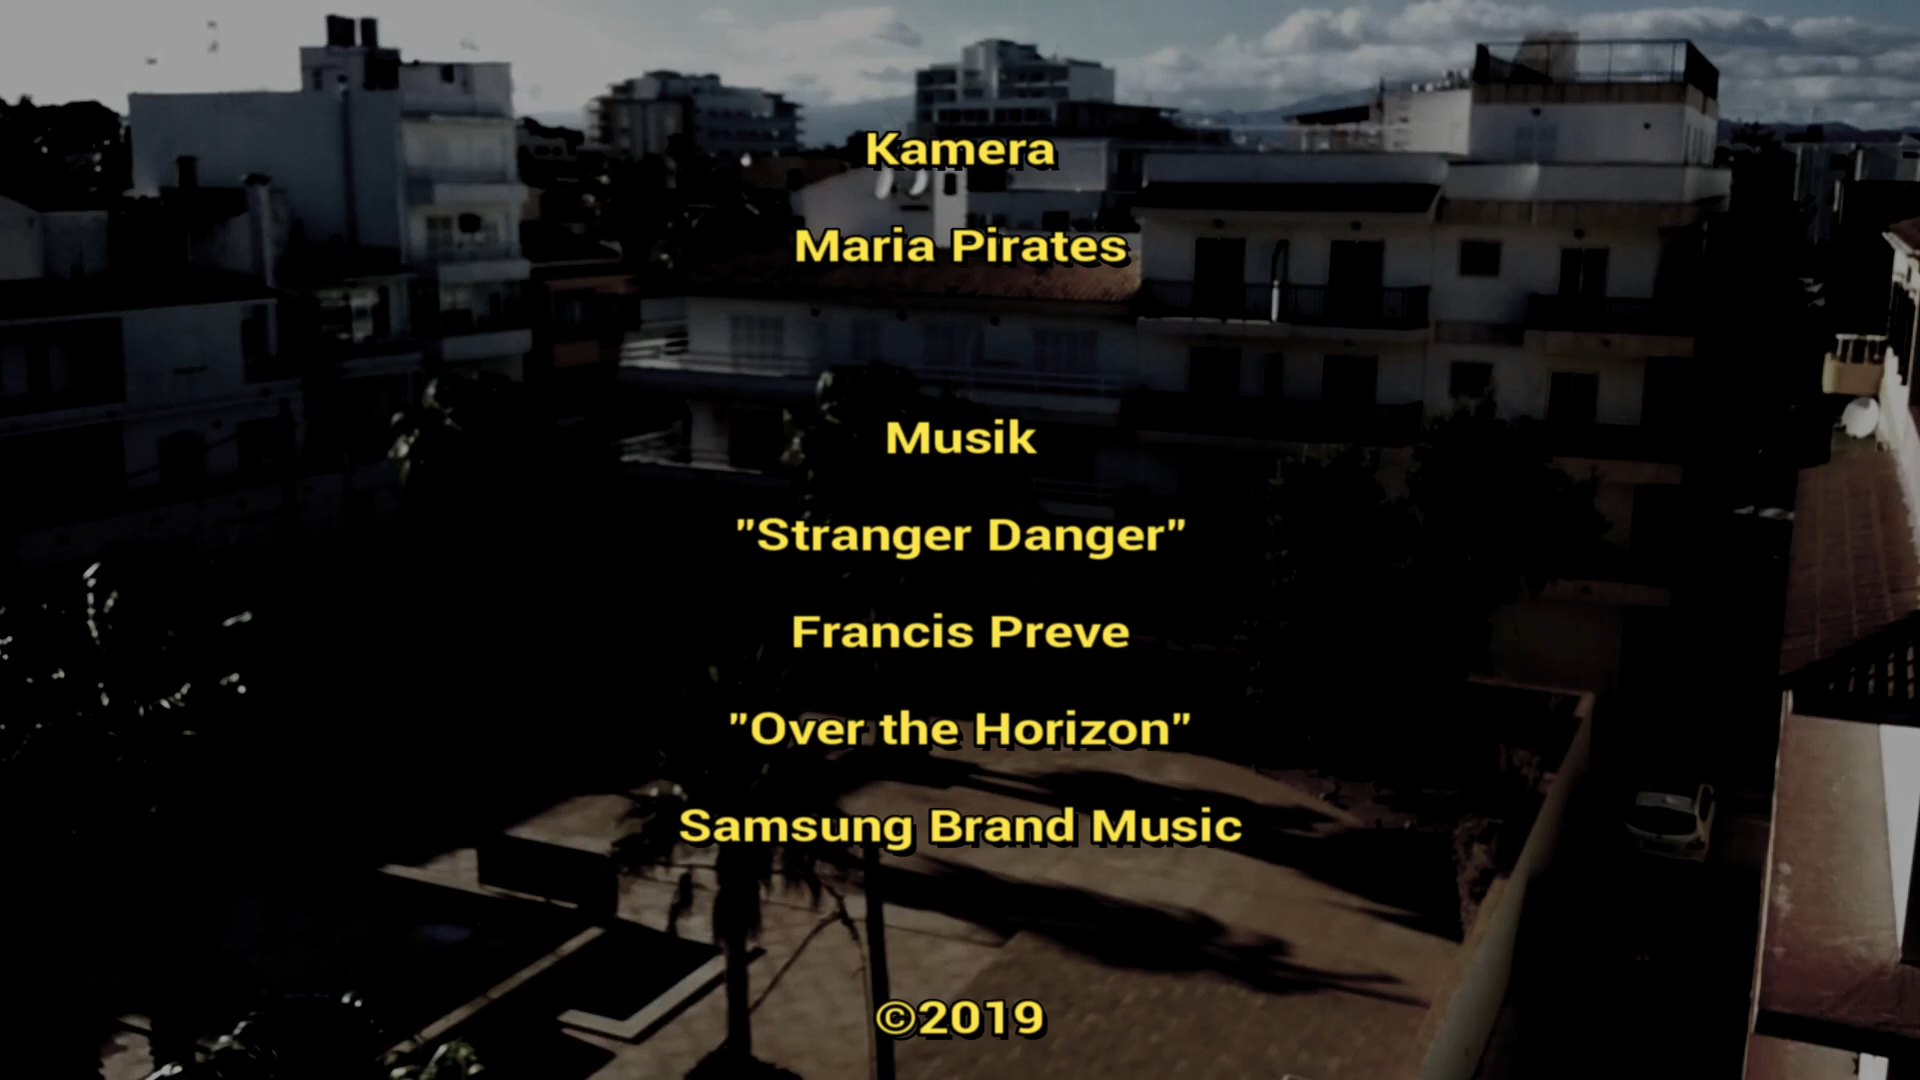 Kamera
Maria Pirates
Musik
"Stranger Danger"
Francis Preve
"Over the Horizon"
Samsung Brand Music
©2019